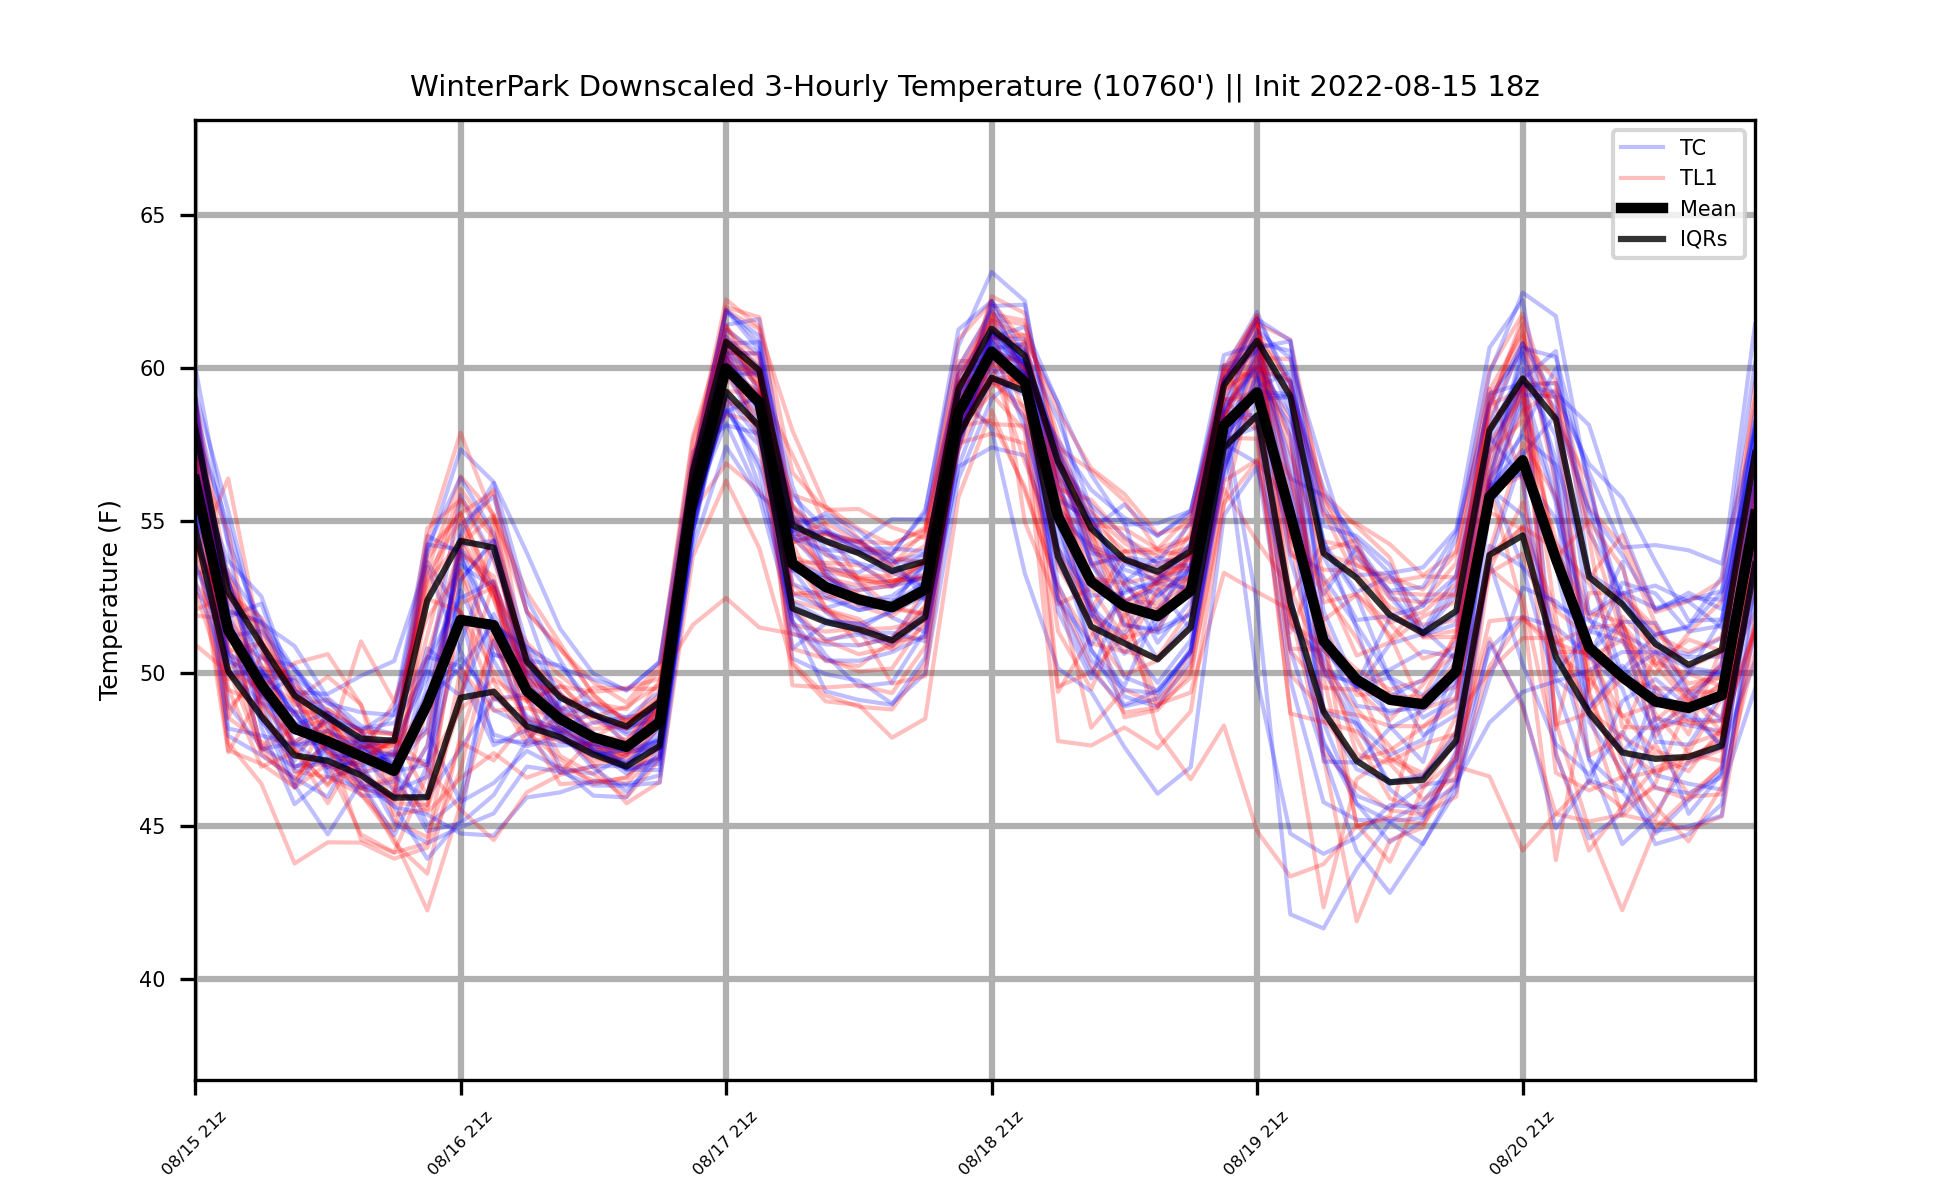 WinterPark Downscaled 3-Hourly Temperature (10760') || Init 2022-08-15 18z
TC
TL1
Mean
IQRs
Temperature (F)
65
60
55
50
45
40
08/15 21z
08/16 21z
08/17 21z
08/18 21z
08/19 21z
08/20 21z